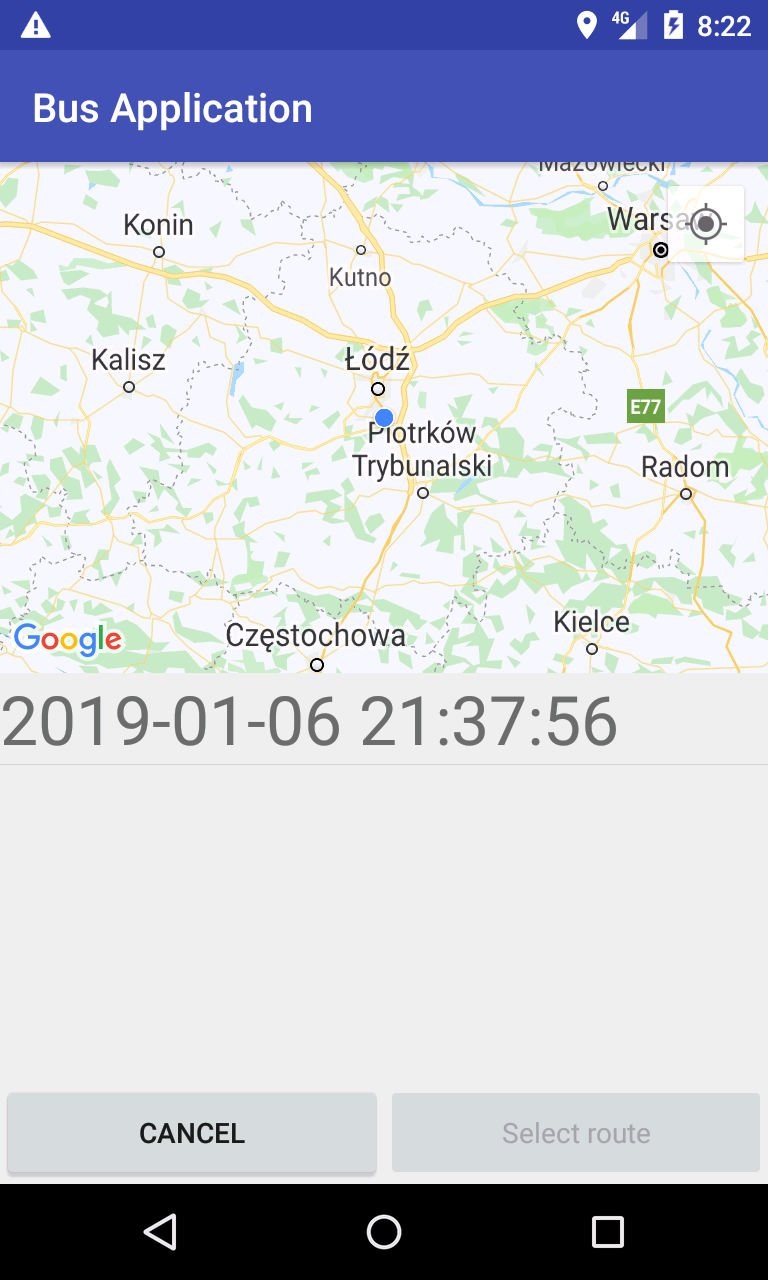 4G 8:22
Bus Application
Mazowiecki
Konin
Warsaw
Kutno
Łódź
Kalisz
E77
Piotrków
Trybunalski
Radom
Kielce
Częstochowa
Google
2019-01-06 21:37:56
CANCEL
Select route